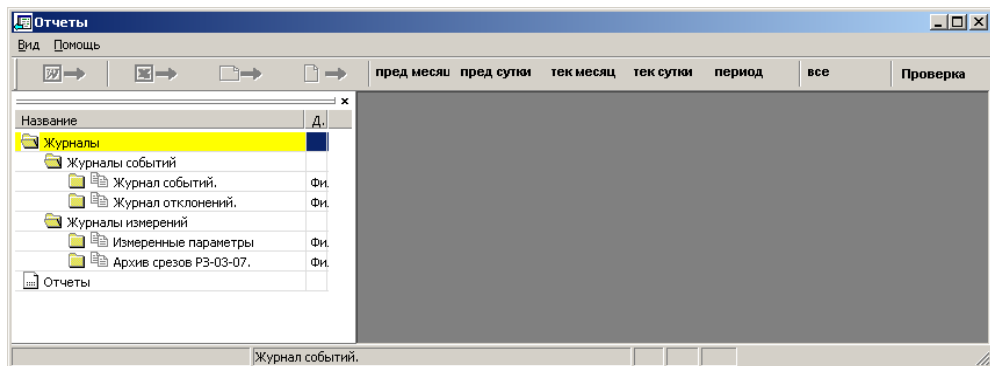 Отчеты
Вид Помощь
пред месяц пред сутки тек месяц тек сутки период все Проверка
Название Д.
Журналы
Журналы событий
Журнал событий. Фи.
Журнал отклонений. Фи.
Журналы измерений
Измеренные параметры Фи.
Архив срезов РЗ-03-07. Фи.
Отчеты
Журнал событий.